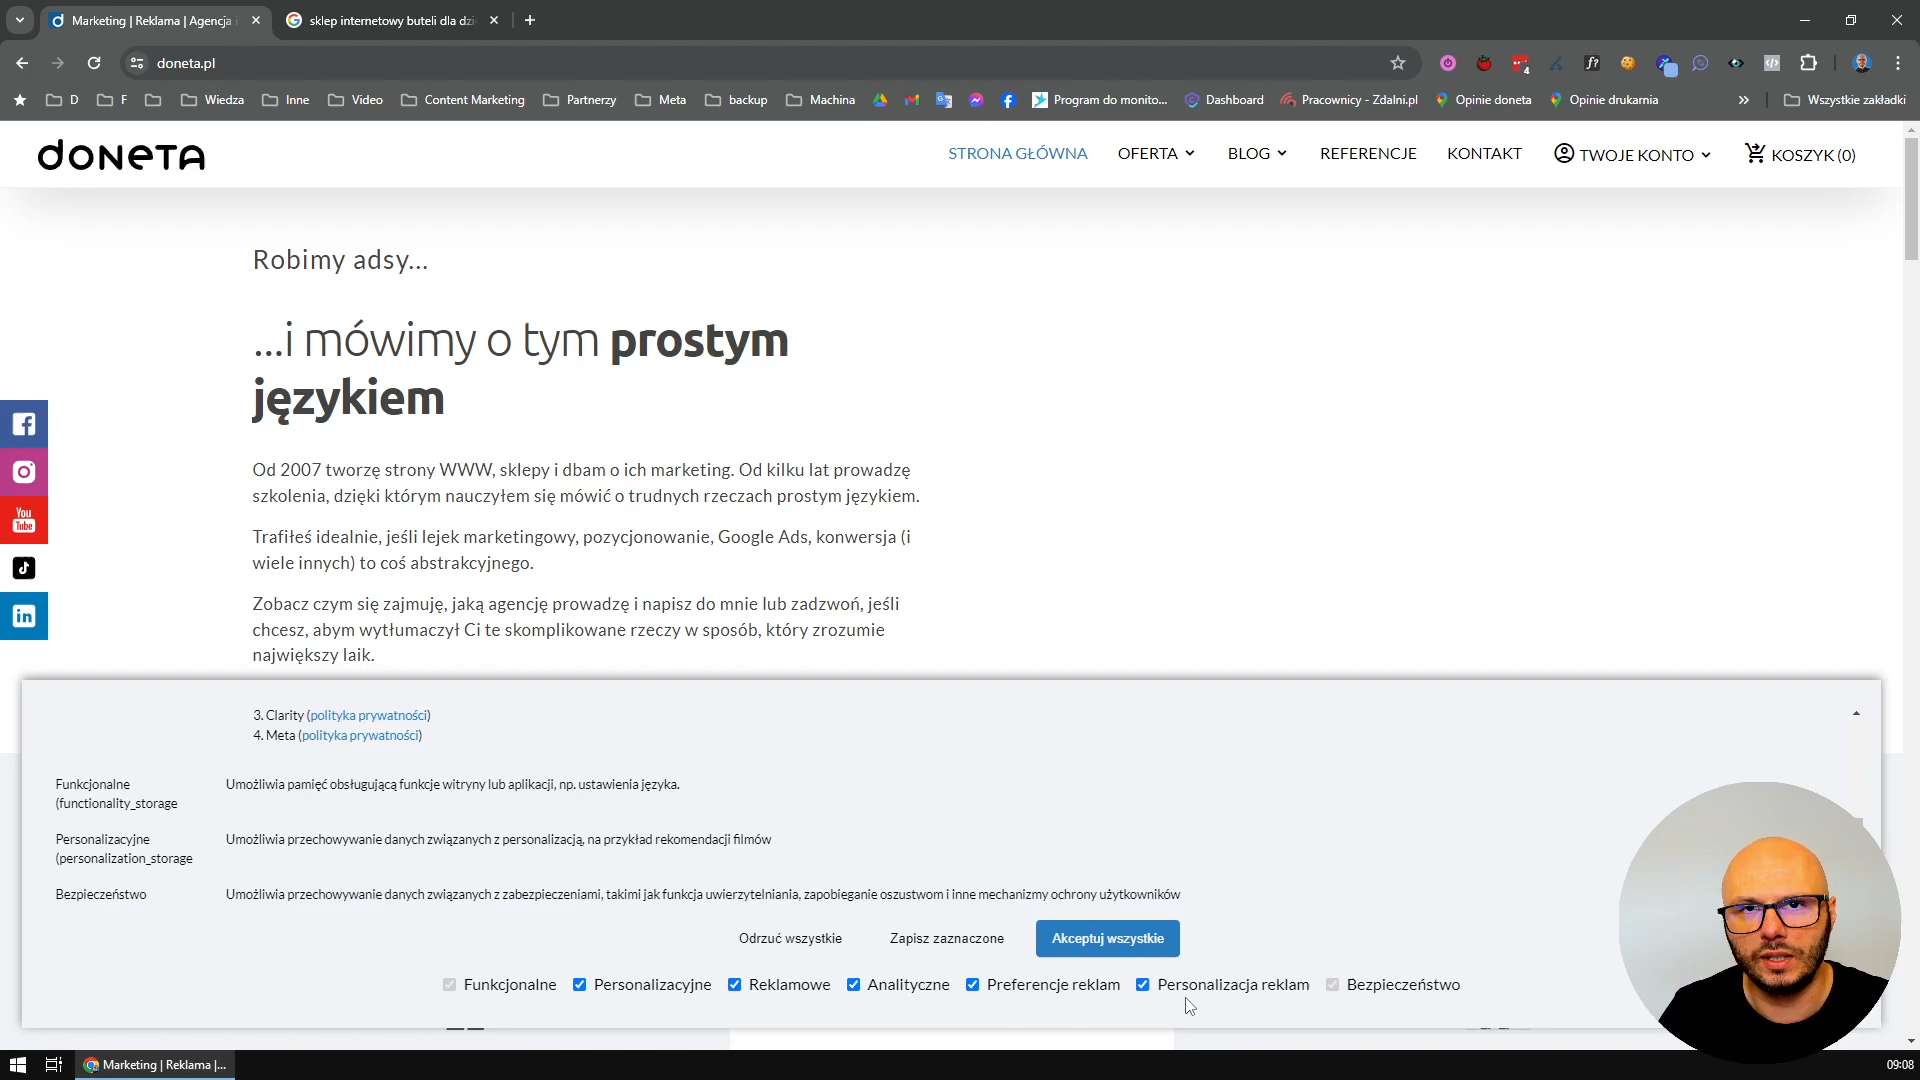 Marketing | Reklama | Agencja i
sklep internetowy buteli dla dzi
doneta.pl
4
f?
D
F
Wiedza
Inne
Video
Content Marketing
Partnerzy
Meta
backup
Machina
Program do monito...
Dashboard
Pracownicy - Zdalni.pl
Opinie doneta
Opinie drukarnia
Wszystkie zakładki
DONETA
STRONA GŁÓWNA
OFERTA
BLOG
REFERENCJE
KONTAKT
TWOJE KONTO
KOSZYK (0)
Robimy adsy...
...i mówimy o tym prostym
językiem
Od 2007 tworzę strony WWW, sklepy i dbam o ich marketing. Od kilku lat prowadzę
szkolenia, dzięki którym nauczyłem się mówić o trudnych rzeczach prostym językiem.
Trafiłeś idealnie, jeśli lejek marketingowy, pozycjonowanie, Google Ads, konwersja (i
wiele innych) to coś abstrakcyjnego.
Zobacz czym się zajmuję, jaką agencję prowadzę i napisz do mnie lub zadzwoń, jeśli
chcesz, abym wytłumaczył Ci te skomplikowane rzeczy w sposób, który zrozumie
największy laik.
You
Tube
in
3. Clarity (polityka prywatności)
4. Meta (polityka prywatności)
Funkcjonalne
(functionality_storage
Umożliwia pamięć obsługującą funkcje witryny lub aplikacji, np. ustawienia języka.
Personalizacyjne
(personalization_storage
Umożliwia przechowywanie danych związanych z personalizacją, na przykład rekomendacji filmów
Bezpieczeństwo
Umożliwia przechowywanie danych związanych z zabezpieczeniami, takimi jak funkcja uwierzytelniania, zapobieganie oszustwom i inne mechanizmy ochrony użytkowników
Odrzuć wszystkie
Zapisz zaznaczone
Akceptuj wszystkie
Funkcjonalne
Personalizacyjne
Reklamowe
Analityczne
Preferencje reklam
Personalizacja reklam
Bezpieczeństwo
Marketing | Reklama |...
09:08